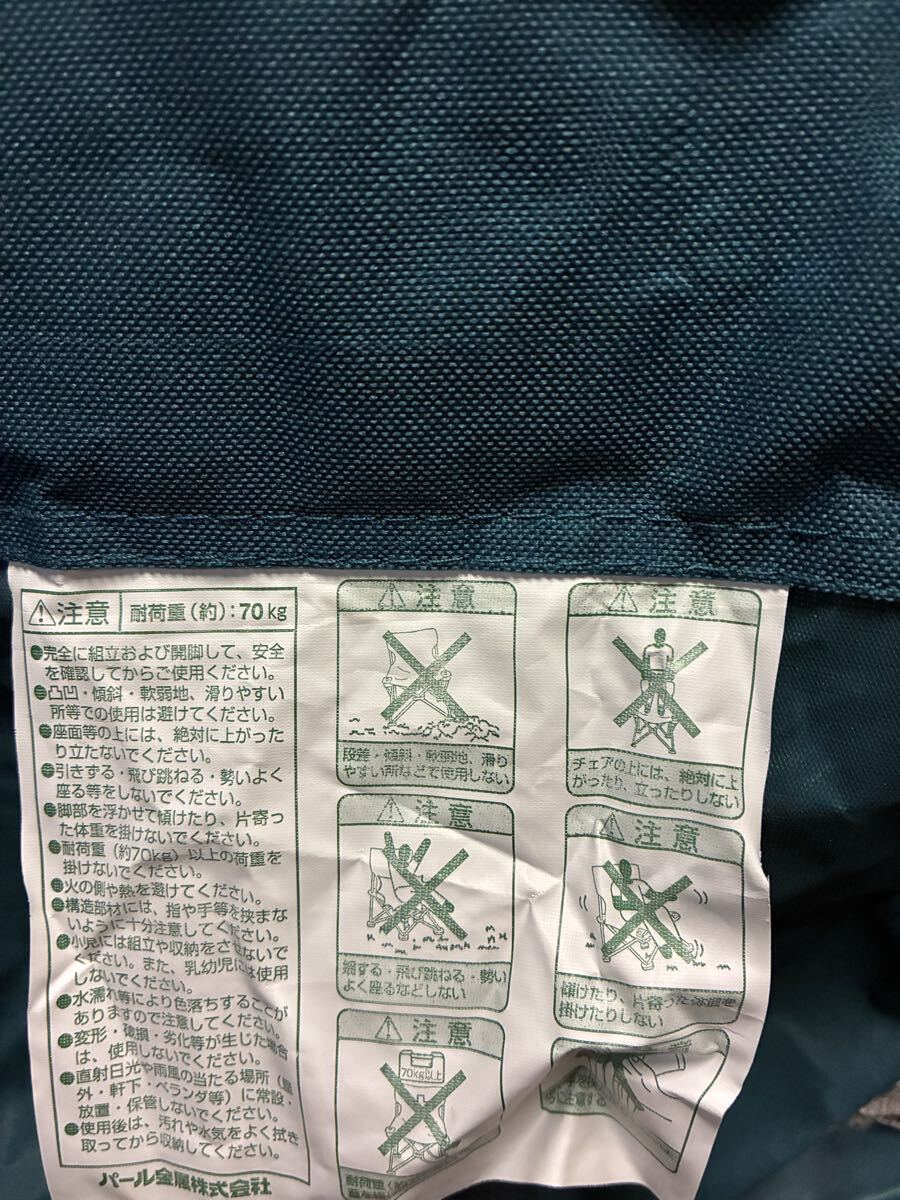 ⚠注意 耐荷重(約):70kg
●完全に組立および開脚して、安全
を確認してからご使用ください。
●凸凹・傾斜・軟弱地、滑りやすい
所等での使用は避けてください。
●座面等の上には、絶対に上がった
り立たないでください。
●引きずる・飛び跳ねる・勢いよく
座る等をしないでください。
●脚部を浮かせて傾けたり、片寄っ
た体重を掛けないでください。
●耐荷重(約70kg)以上の荷重を
掛けないでください。
●火の側や熱を避けてください。
●構造部材には、指や手等を挟まな
いように十分注意してください。
●小児には組立や収納をさせないで
ください。また、乳幼児には使用
しないでください。
●水濡れ等により色落ちすることが
ありますので注意してください。
●変形・破損・劣化等が生じた場合
は、使用しないでください。
●直射日光や雨風の当たる場所(屋
外・軒下・ベランダ等)に常設・
放置・保管しないでください。
●使用後は、汚れや水気をよく拭き
取ってから収納してください。
パール金属株式会社
⚠注意
段差・傾斜・軟弱地、滑り
やすい所などで使用しない
⚠注意
チェアの上には、絶対に上
がったり、立ったりしない
⚠注意
揺する・飛び跳ねる・勢い
よく座るなどしない
⚠注意
傾けたり、片寄った体重を
掛けたりしない
⚠注意
70kg以上
耐荷重(約70kg)
意